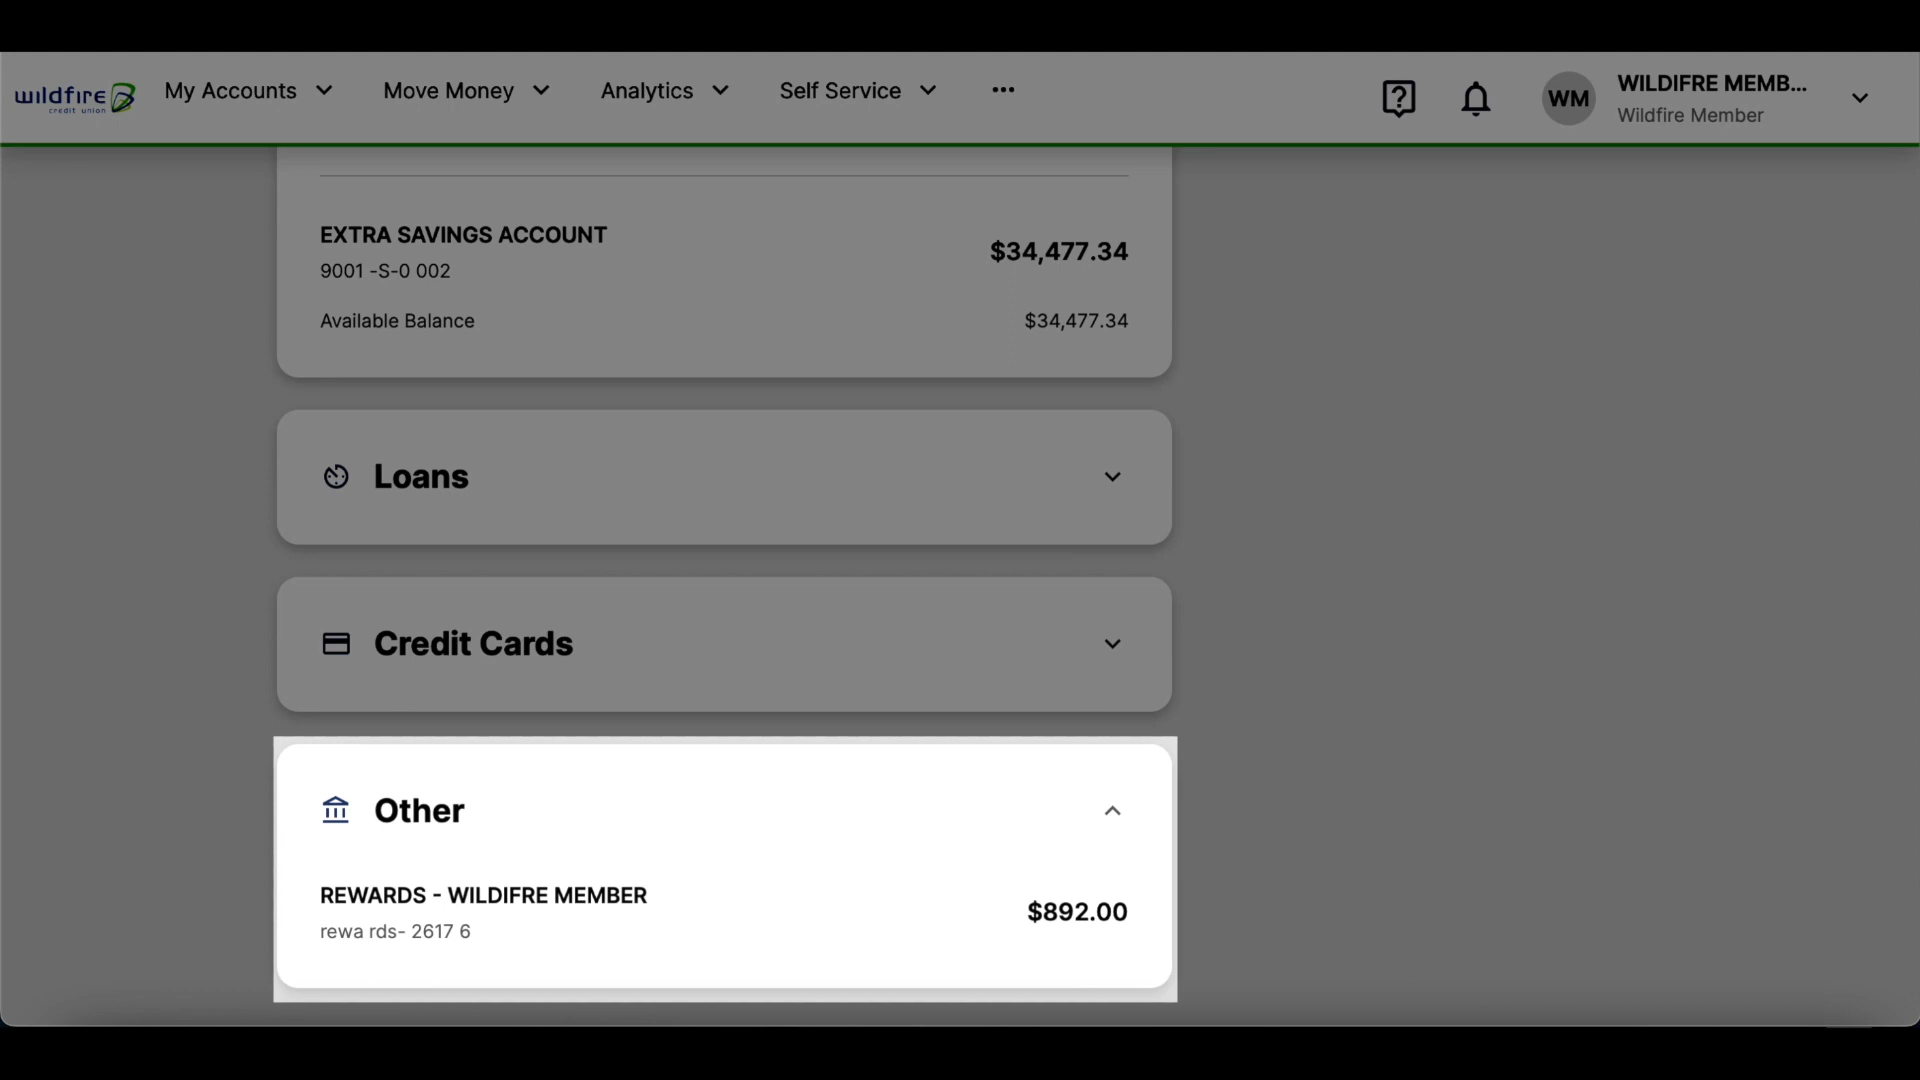 wildfire
credit union
My Accounts
Move Money
Analytics
Self Service
WM
WILDIFRE MEMB...
Wildfire Member
EXTRA SAVINGS ACCOUNT
$34,477.34
9001 -S-0 002
Available Balance
$34,477.34
Loans
Credit Cards
Other
REWARDS - WILDIFRE MEMBER
$892.00
rewa rds- 2617 6